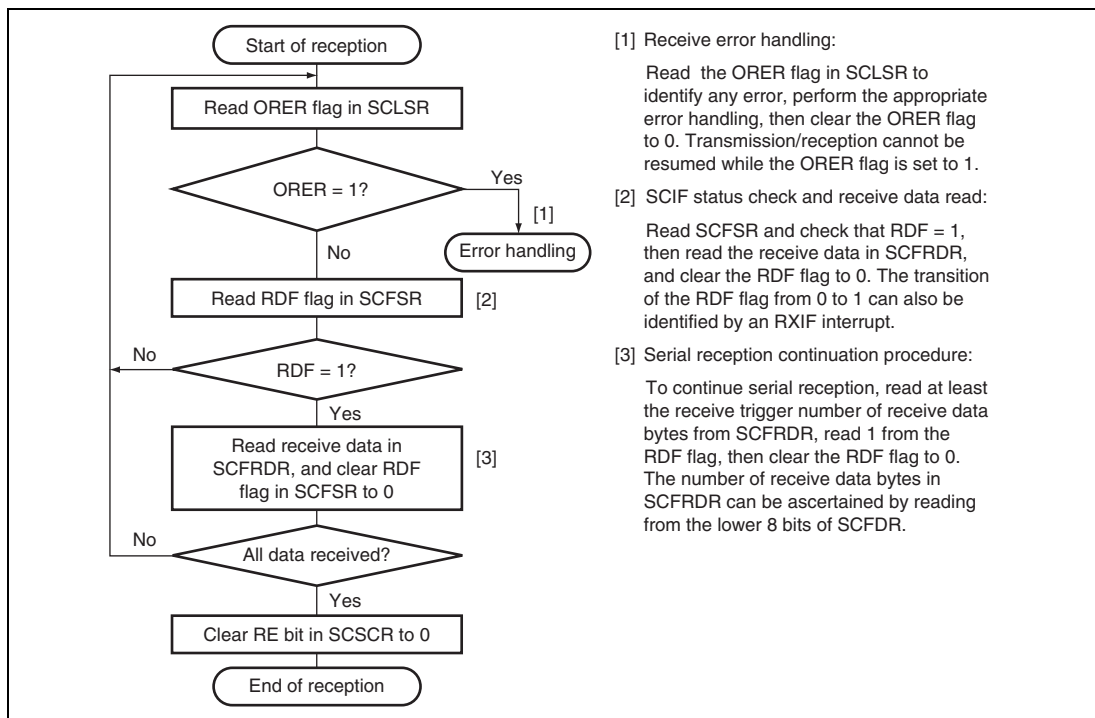 Start of reception
Read ORER flag in SCLSR
ORER = 1?
Yes
[1]
Error handling
No
Read RDF flag in SCFSR
[2]
No
RDF = 1?
Yes
Read receive data in
SCFRDR, and clear RDF
flag in SCFSR to 0
[3]
No
All data received?
Yes
Clear RE bit in SCSCR to 0
End of reception
[1] Receive error handling:
Read the ORER flag in SCLSR to
identify any error, perform the appropriate
error handling, then clear the ORER flag
to 0. Transmission/reception cannot be
resumed while the ORER flag is set to 1.
[2] SCIF status check and receive data read:
Read SCFSR and check that RDF = 1,
then read the receive data in SCFRDR,
and clear the RDF flag to 0. The transition
of the RDF flag from 0 to 1 can also be
identified by an RXIF interrupt.
[3] Serial reception continuation procedure:
To continue serial reception, read at least
the receive trigger number of receive data
bytes from SCFRDR, read 1 from the
RDF flag, then clear the RDF flag to 0.
The number of receive data bytes in
SCFRDR can be ascertained by reading
from the lower 8 bits of SCFDR.